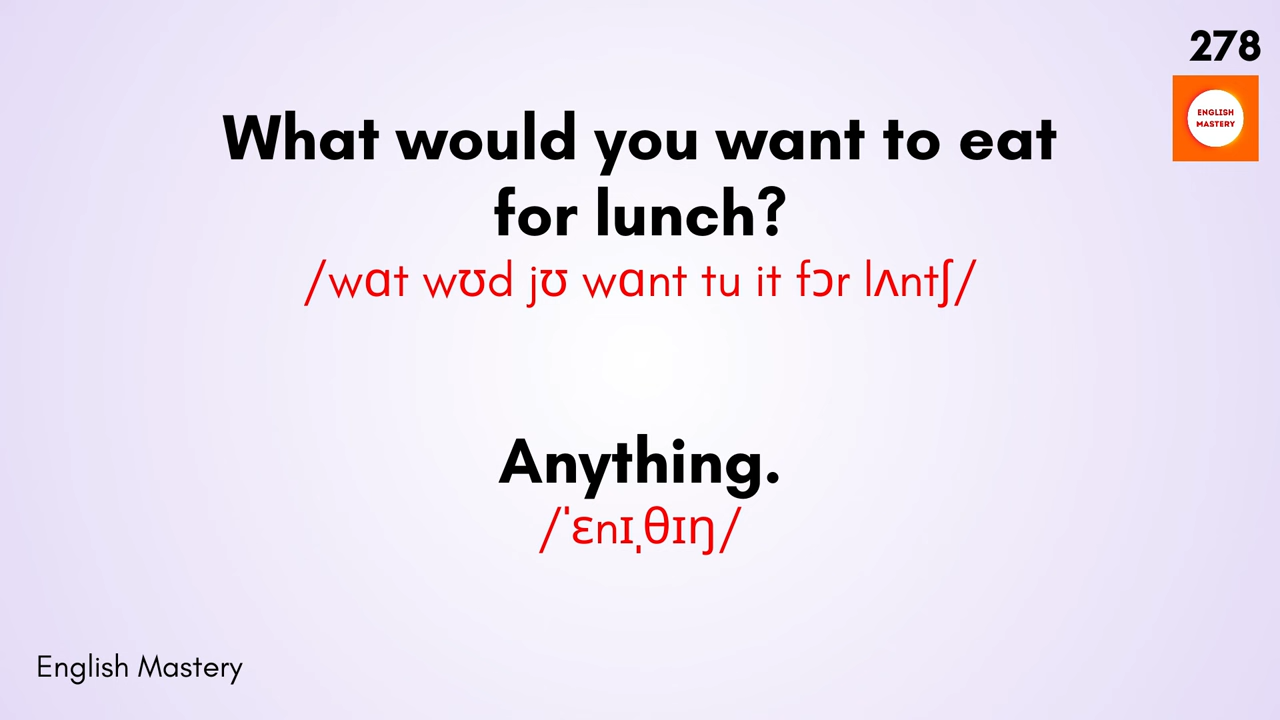 278
ENGLISH
MASTERY
What would you want to eat
for lunch?
/wɑt wʊd jʊ wɑnt tu it fɔr lʌntʃ/
Anything.
/ˈɛnɪˌθɪŋ/
English Mastery